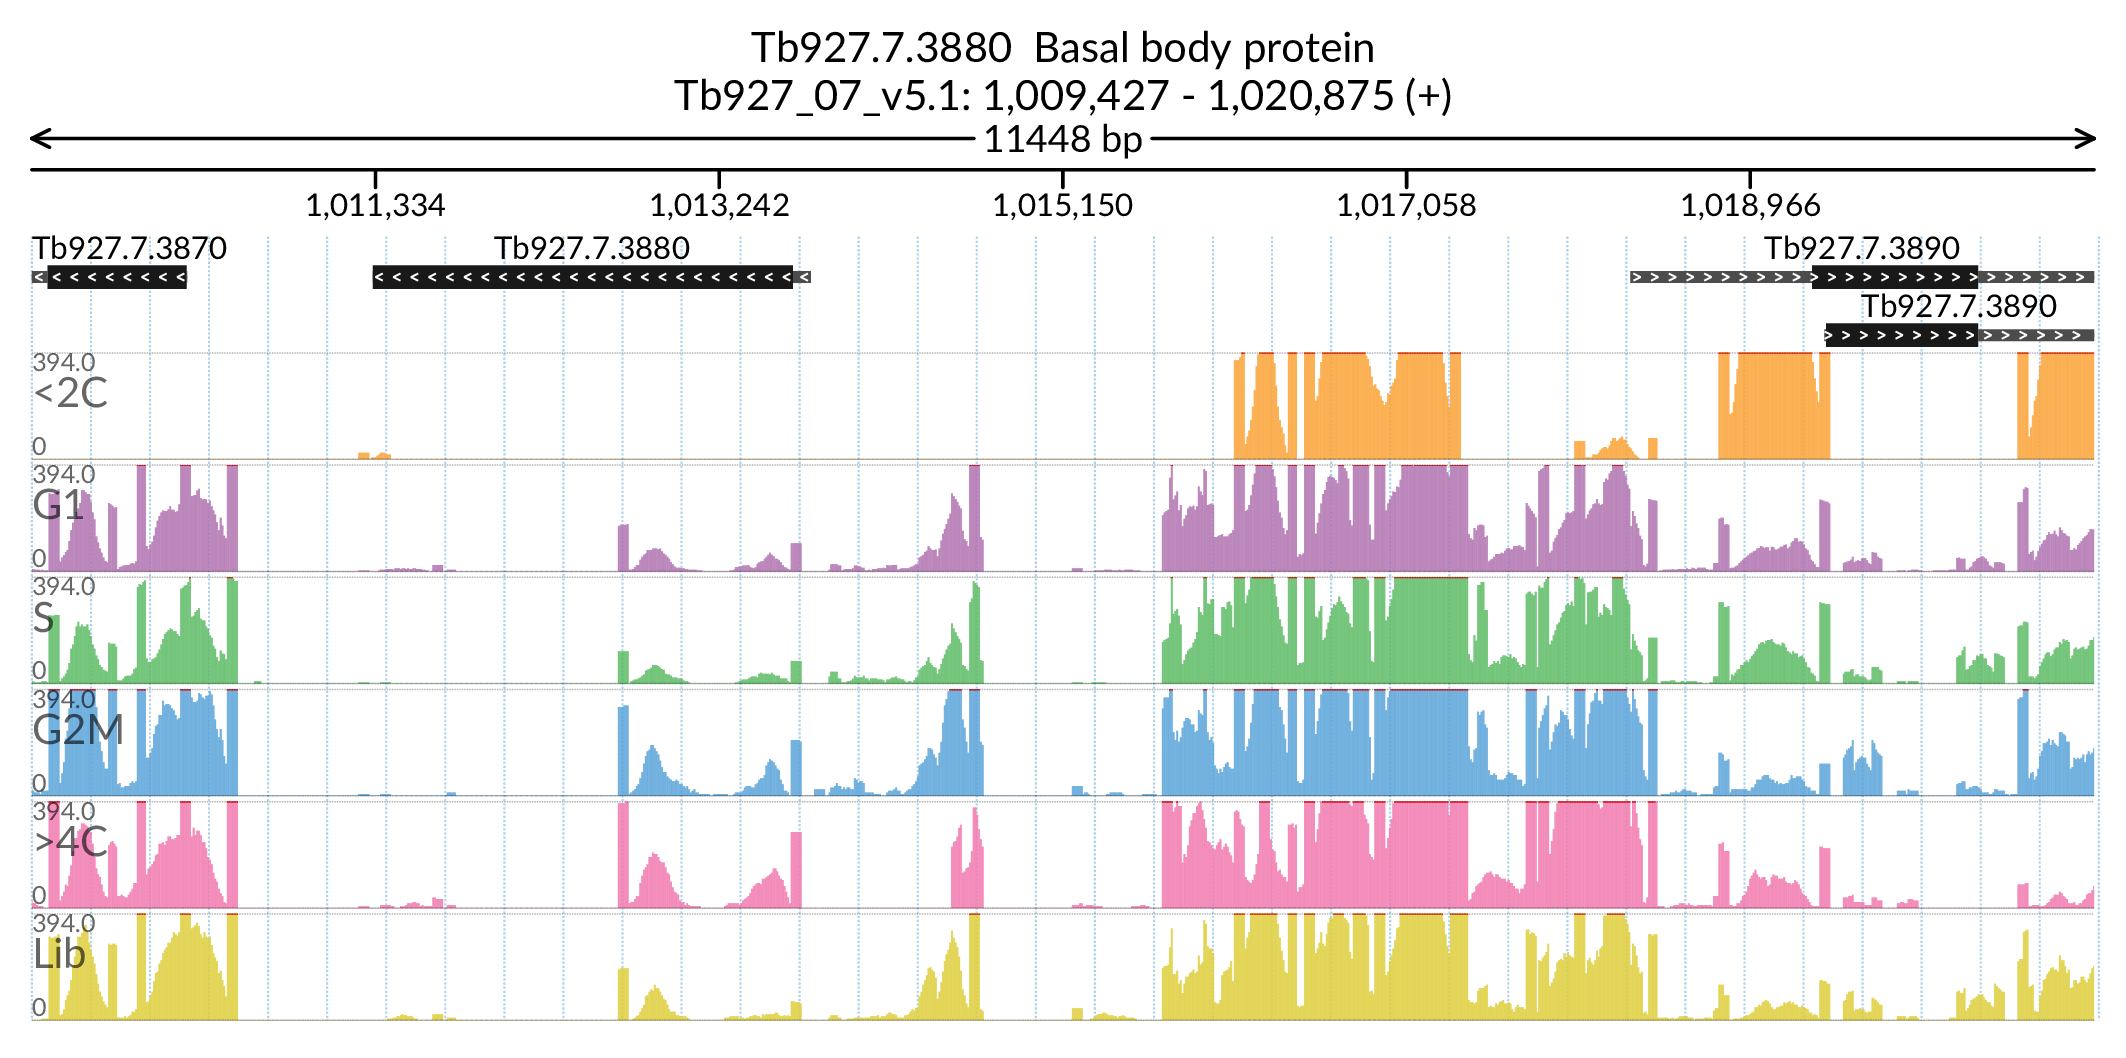 Tb927.7.3880  Basal body protein
Tb927_07_v5.1: 1,009,427 - 1,020,875 (+)
11448 bp
1,011,334 1,013,242 1,015,150 1,017,058 1,018,966
Tb927.7.3870 Tb927.7.3880 Tb927.7.3890
Tb927.7.3890
394.0
<2C
0
394.0
G1
0
394.0
S
0
394.0
G2M
0
394.0
>4C
0
394.0
Lib
0